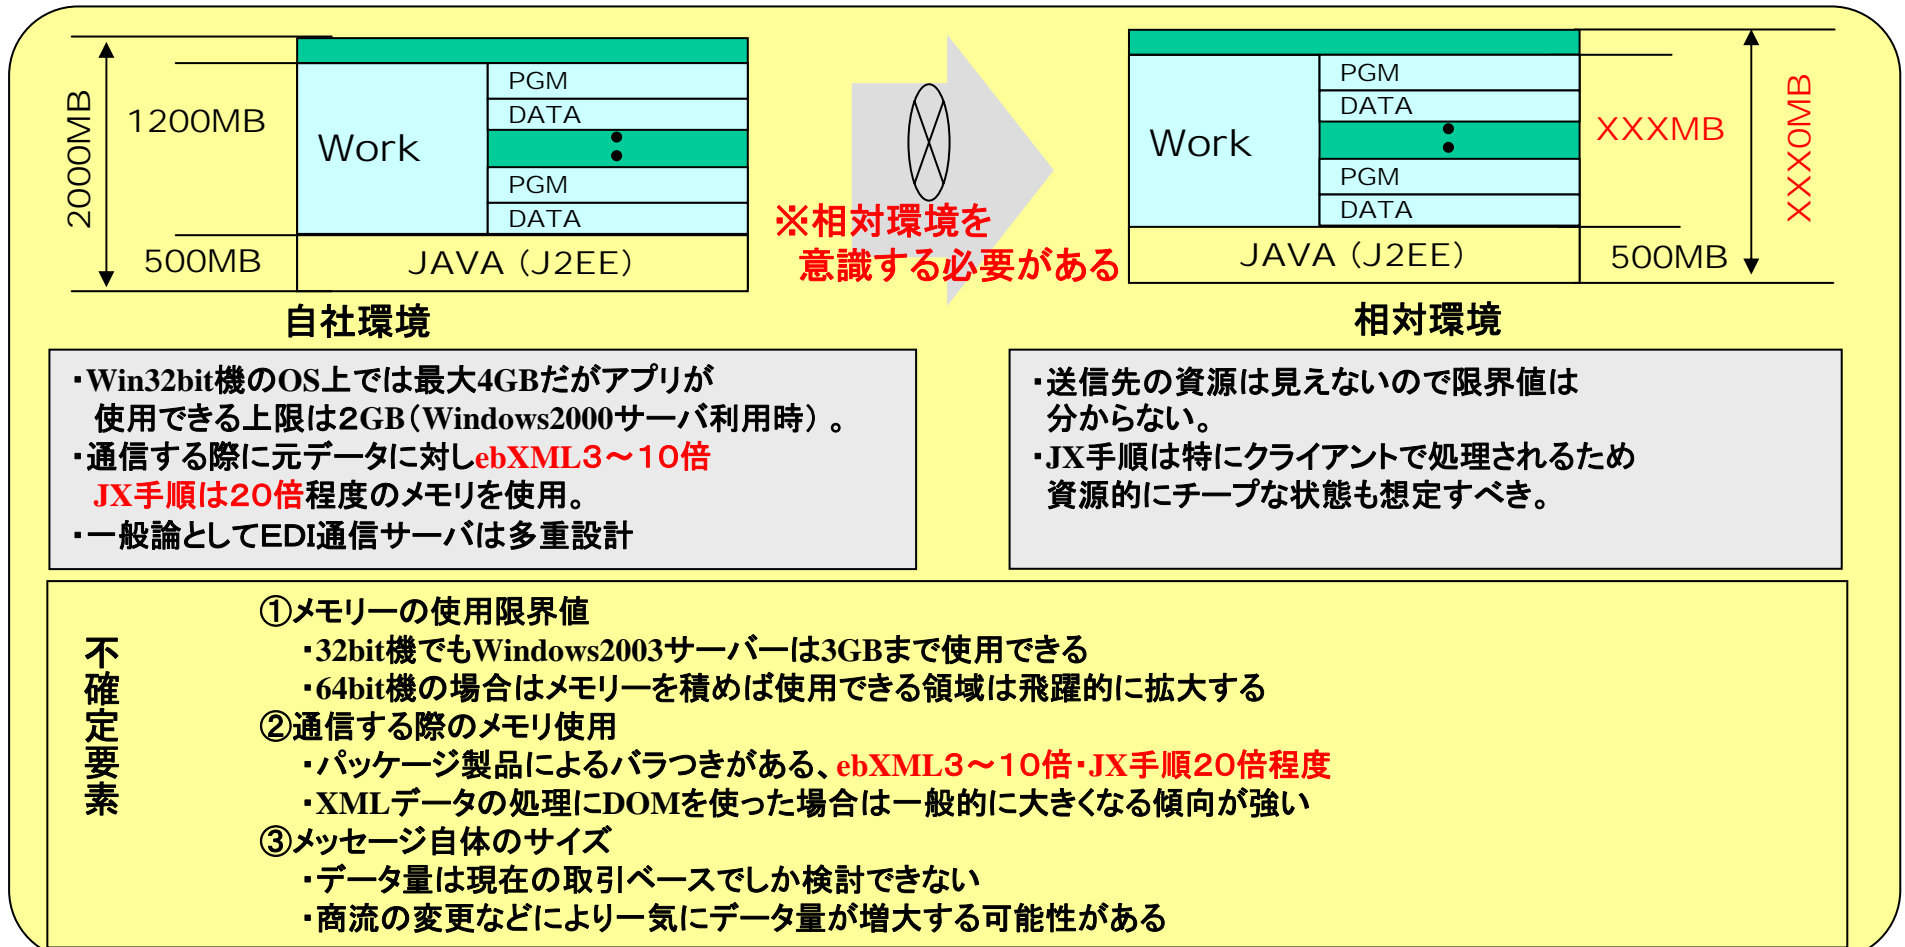 2000MB
1200MB
500MB
Work
PGM
DATA
PGM
DATA
JAVA (J2EE)
自社環境
※相対環境を
意識する必要がある
Work
PGM
DATA
PGM
DATA
JAVA (J2EE)
XXXMB
500MB
XXX0MB
相対環境
・Win32bit機のOS上では最大4GBだがアプリが
使用できる上限は2GB(Windows2000サーバ利用時)。
・通信する際に元データに対しebXML3~10倍
JX手順は20倍程度のメモリを使用。
・一般論としてEDI通信サーバは多重設計
・送信先の資源は見えないので限界値は
分からない。
・JX手順は特にクライアントで処理されるため
資源的にチープな状態も想定すべき。
不確定要素
①メモリーの使用限界値
・32bit機でもWindows2003サーバーは3GBまで使用できる
・64bit機の場合はメモリーを積めば使用できる領域は飛躍的に拡大する
②通信する際のメモリ使用
・パッケージ製品によるバラつきがある、ebXML3~10倍・JX手順20倍程度
・XMLデータの処理にDOMを使った場合は一般的に大きくなる傾向が強い
③メッセージ自体のサイズ
・データ量は現在の取引ベースでしか検討できない
・商流の変更などにより一気にデータ量が増大する可能性がある